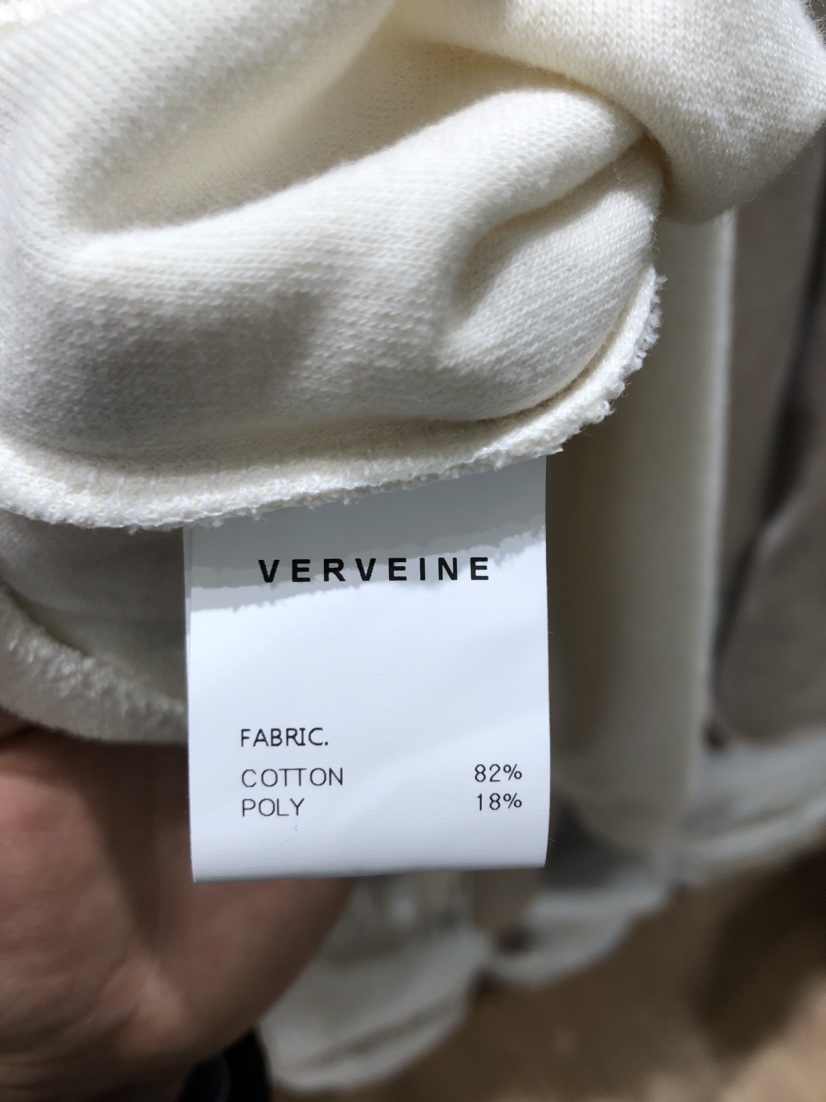 VERVEINE
FABRIC.
COTTON 82%
POLY 18%